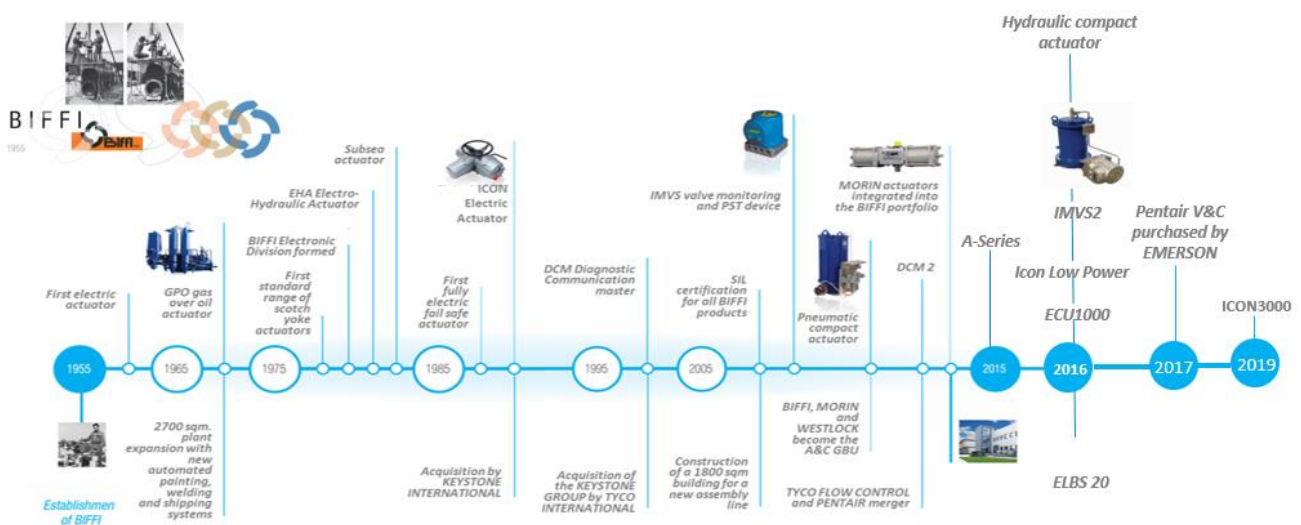 BIFFI
1955
BIFFI
Hydraulic compact
actuator
Subsea
actuator
EHA Electro-
Hydraulic Actuator
ICON
Electric
Actuator
IMVS valve monitoring
and PST device
MORIN actuators
integrated into
the BIFFI portfolio
IMVS2
Pentair V&C
purchased by
EMERSON
A-Series
BIFFI Electronic
Division formed
First electric
actuator
GPO gas
over oil
actuator
First
standard
range of
scotch
yoke
actuators
First
fully
electric
fail safe
actuator
DCM Diagnostic
Communication
master
SIL
certification
for all BIFFI
products
Pneumatic
compact
actuator
DCM 2
Icon Low Power
ECU1000
ICON3000
1955
1965
1975
1985
1995
2005
2015
2016
2017
2019
Establishmen
of BIFFI
2700 sqm.
plant
expansion with
new
automated
painting,
welding
and shipping
systems
Acquisition by
KEYSTONE
INTERNATIONAL
Acquisition of
the KEYSTONE
GROUP by TYCO
INTERNATIONAL
Construction
of a 1800 sqm
building for a
new assembly
line
BIFFI, MORIN
and
WESTLOCK
become the
A&C GBU
TYCO FLOW CONTROL
and PENTAIR merger
ELBS 20